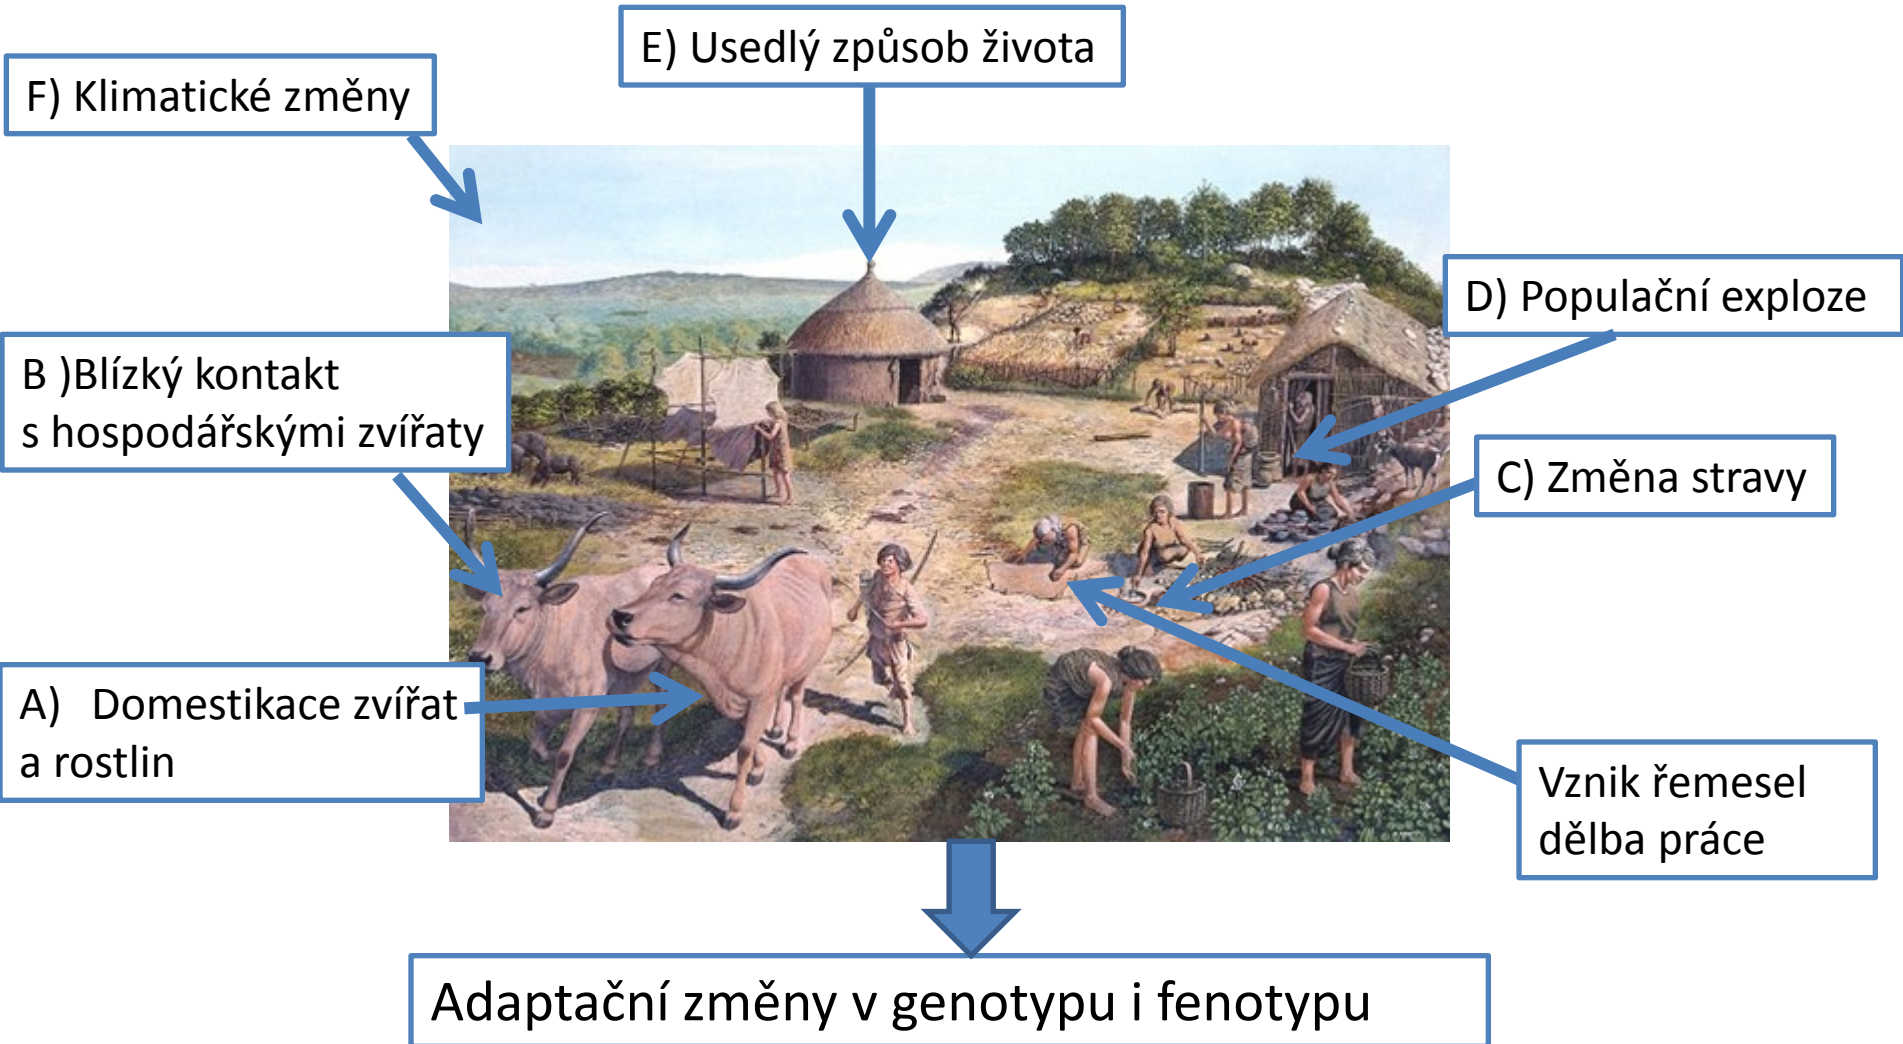 E) Usedlý způsob života
F) Klimatické změny
D) Populační exploze
B )Blízký kontakt
s hospodářskými zvířaty
C) Změna stravy
A) Domestikace zvířat
a rostlin
Vznik řemesel
dělba práce
Adaptační změny v genotypu i fenotypu